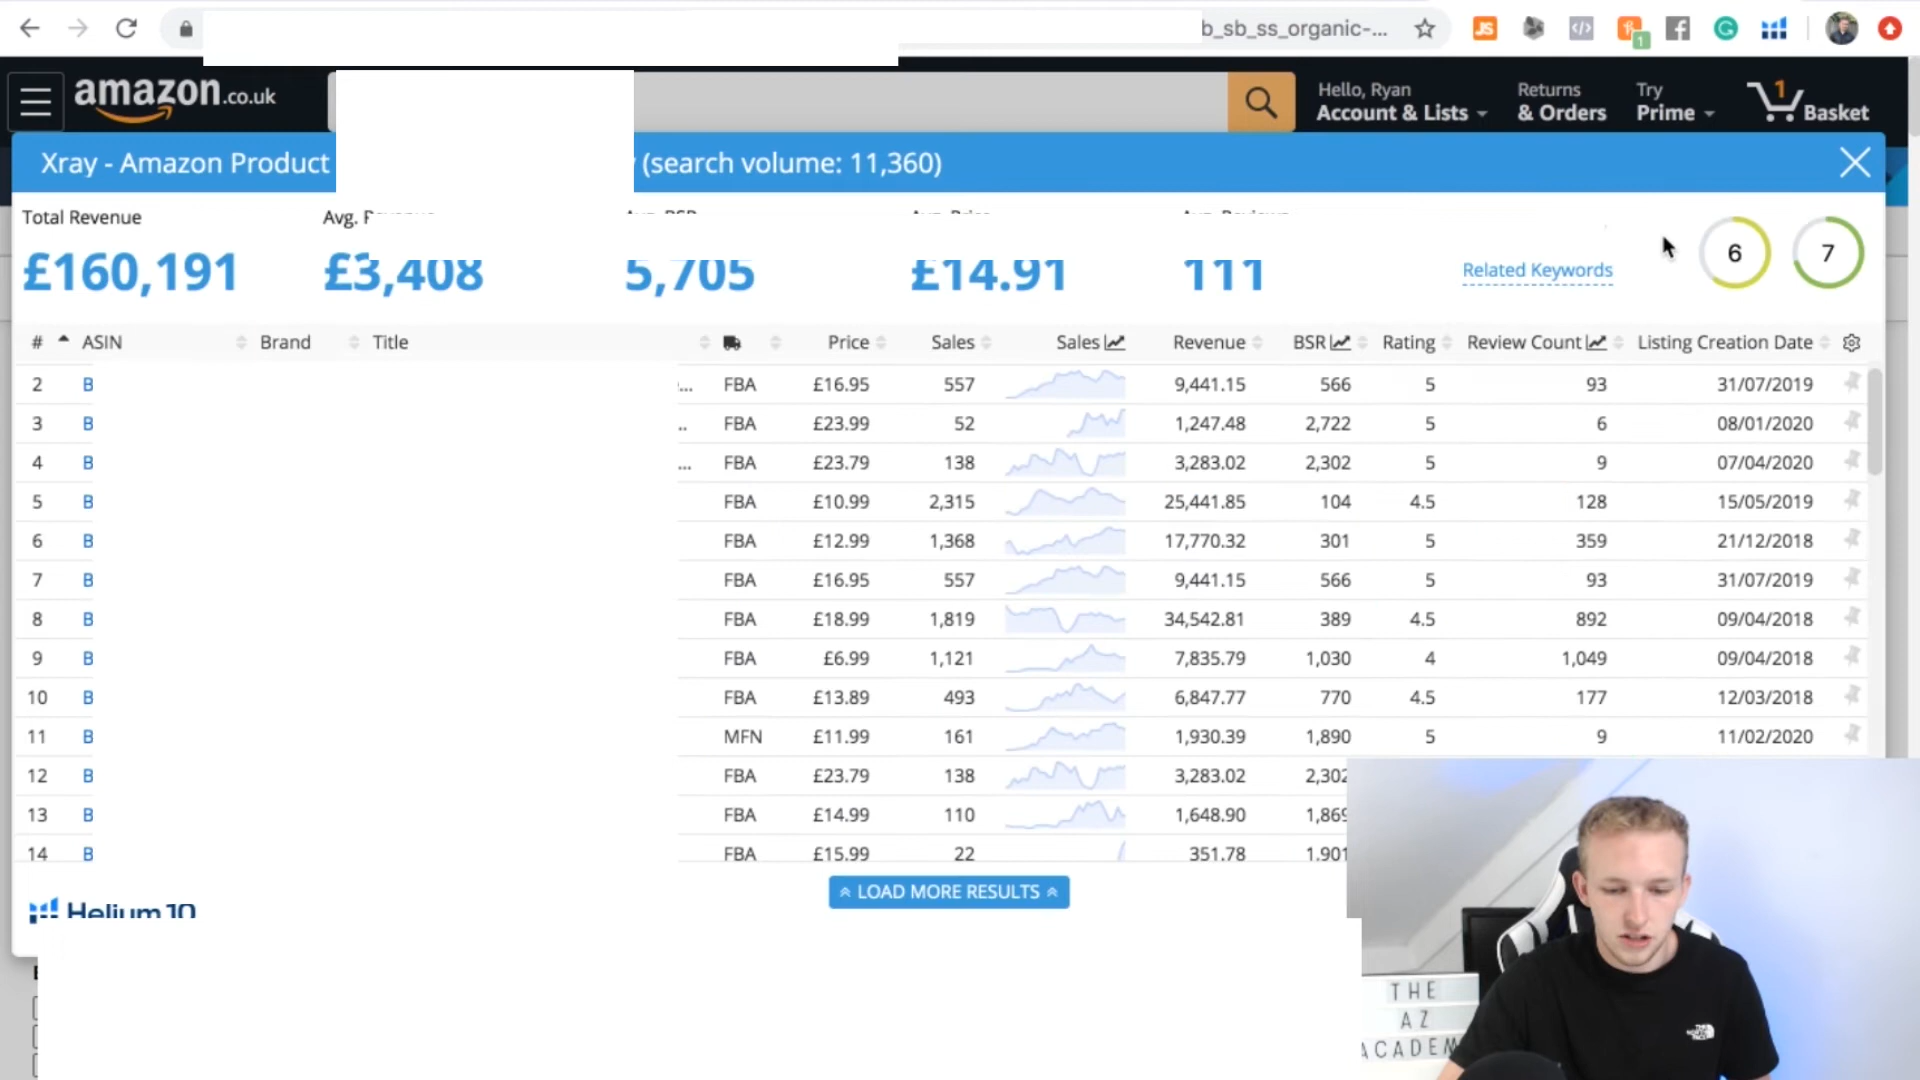 b_sb_ss_organic-...
JS
1
amazon.co.uk
Hello, Ryan
Account & Lists
Returns
& Orders
Try
Prime
1
Basket
Xray - Amazon Product
(search volume: 11,360)
Total Revenue
£160,191
Avg.
£3,408
5,705
£14.91
111
Related Keywords
6
7
# ASIN Brand Title Price Sales Sales Revenue BSR Rating Review Count Listing Creation Date
2 B ... FBA £16.95 557 9,441.15 566 5 93 31/07/2019
3 B .. FBA £23.99 52 1,247.48 2,722 5 6 08/01/2020
4 B ... FBA £23.79 138 3,283.02 2,302 5 9 07/04/2020
5 B FBA £10.99 2,315 25,441.85 104 4.5 128 15/05/2019
6 B FBA £12.99 1,368 17,770.32 301 5 359 21/12/2018
7 B FBA £16.95 557 9,441.15 566 5 93 31/07/2019
8 B FBA £18.99 1,819 34,542.81 389 4.5 892 09/04/2018
9 B FBA £6.99 1,121 7,835.79 1,030 4 1,049 09/04/2018
10 B FBA £13.89 493 6,847.77 770 4.5 177 12/03/2018
11 B MFN £11.99 161 1,930.39 1,890 5 9 11/02/2020
12 B FBA £23.79 138 3,283.02 2,302
13 B FBA £14.99 110 1,648.90 1,869
14 B FBA £15.99 22 351.78 1.901
LOAD MORE RESULTS
Helium 10
THE
AZ
ACADEM
THE
NORTH
FACE